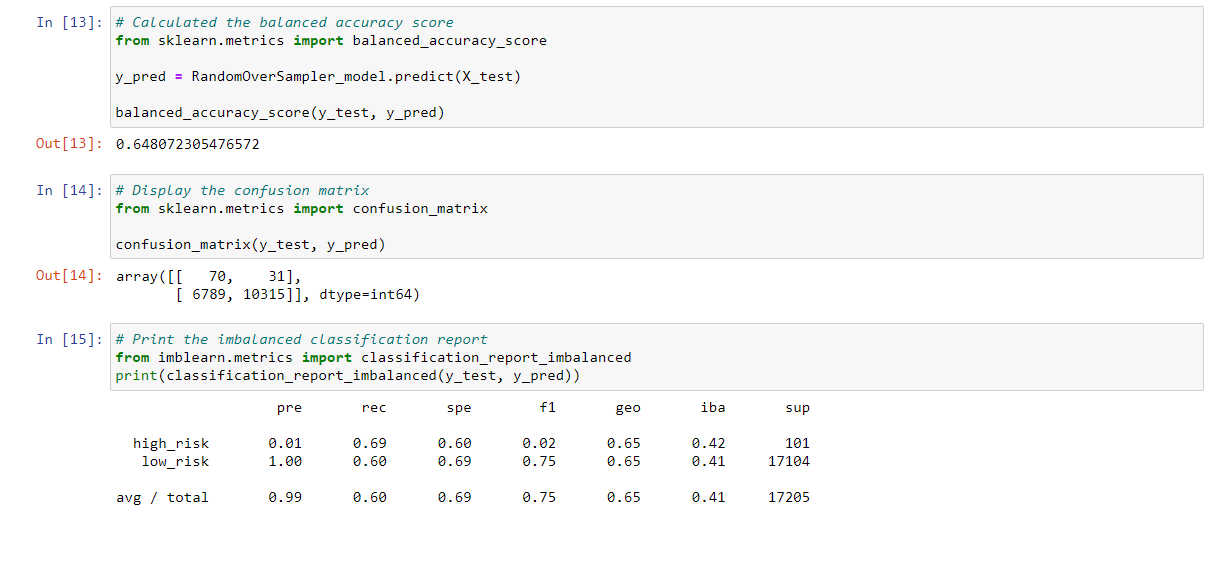 In [13]: # Calculated the balanced accuracy score
from sklearn.metrics import balanced_accuracy_score
y_pred = RandomOverSampler_model.predict(X_test)
balanced_accuracy_score(y_test, y_pred)
Out[13]: 0.648072305476572
In [14]: # Display the confusion matrix
from sklearn.metrics import confusion_matrix
confusion_matrix(y_test, y_pred)
Out[14]: array([[   70,    31],
       [ 6789, 10315]], dtype=int64)
In [15]: # Print the imbalanced classification report
from imblearn.metrics import classification_report_imbalanced
print(classification_report_imbalanced(y_test, y_pred))
pre rec spe f1 geo iba sup
high_risk 0.01 0.69 0.60 0.02 0.65 0.42 101
low_risk 1.00 0.60 0.69 0.75 0.65 0.41 17104
avg / total 0.99 0.60 0.69 0.75 0.65 0.41 17205